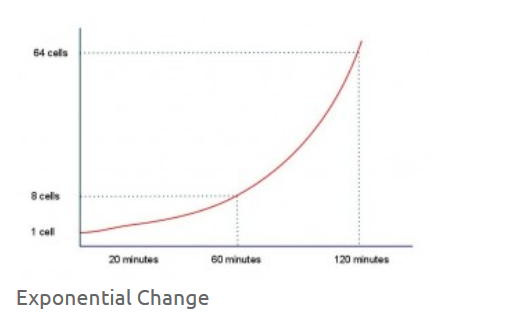 64 cells
8 cells
1 cell
20 minutes 60 minutes 120 minutes
Exponential Change